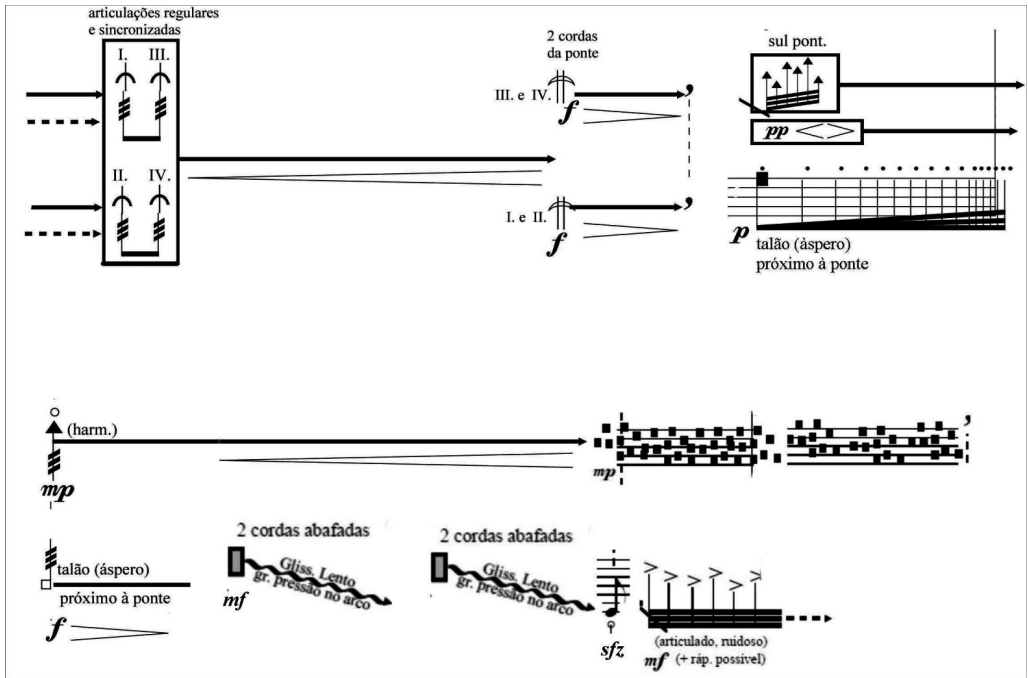 articulações regulares
e sincronizadas
I. III.
II. IV.
2 cordas
da ponte
III. e IV.
f
I. e II.
f
sul pont.
pp
p
talão (àspero)
próximo à ponte
(harm.)
mp
mp
talão (áspero)
próximo à ponte
f
2 cordas abafadas
Gliss. Lento
gr. pressão no arco
mf
2 cordas abafadas
Gliss. Lento
gr. pressão no arco
sfz
(articulado, ruidoso)
mf (+ ráp. possível)